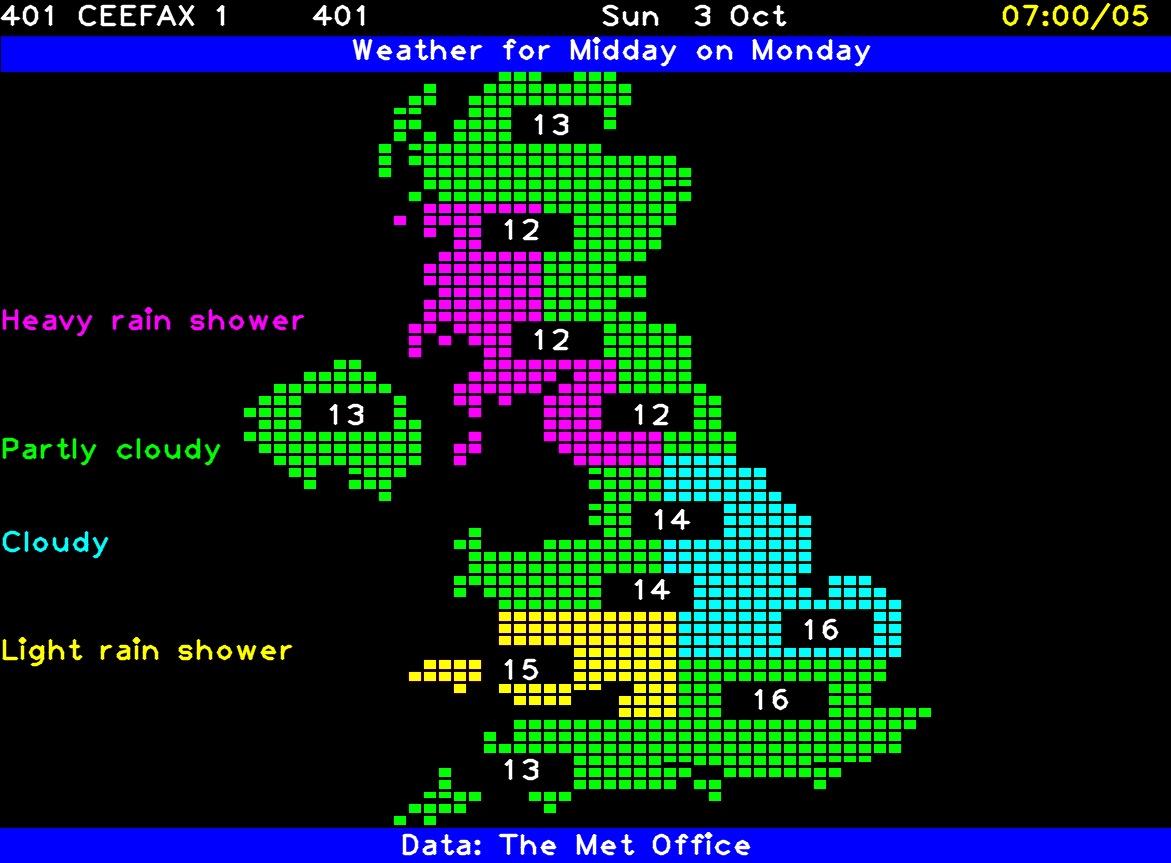 401 CEEFAX 1 401 Sun 3 Oct 07:00/05
Weather for Midday on Monday
13
12
Heavy rain shower
12
13
12
Partly cloudy
14
Cloudy
14
16
Light rain shower
15
16
13
Data: The Met Office